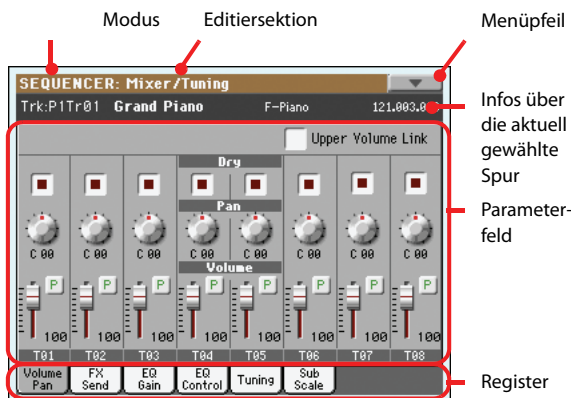 Modus Editiersektion Menüpfeil
SEQUENCER: Mixer/Tuning
Trk:P1Tr01 Grand Piano F-Piano 121.003.0
Infos über
die aktuell
gewählte
Spur
Upper Volume Link
Dry
Pan
Parameter-
feld
C 00 C 00 C 00 C 00 C 00 C 00 C 00 C 00
Volume
P P P P P P P P
100 100 100 100 100 100 100 100
T01 T02 T03 T04 T05 T06 T07 T08
Volume Pan FX Send EQ Gain EQ Control Tuning Sub Scale
Register